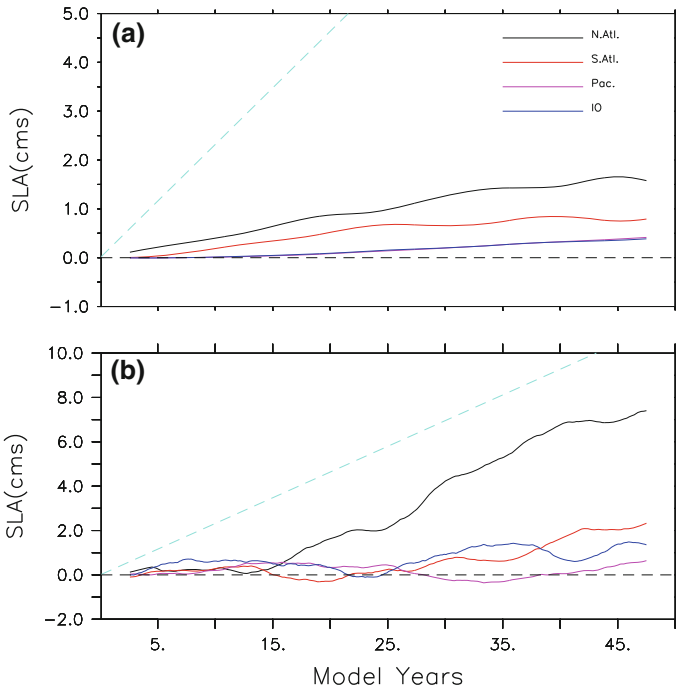 (a)
5.0
4.0
3.0
2.0
1.0
0.0
-1.0
SLA(cms)
N.Atl.
S.Atl.
Pac.
IO
(b)
10.0
8.0
6.0
4.0
2.0
0.0
-2.0
SLA(cms)
5. 15. 25. 35. 45.
Model Years